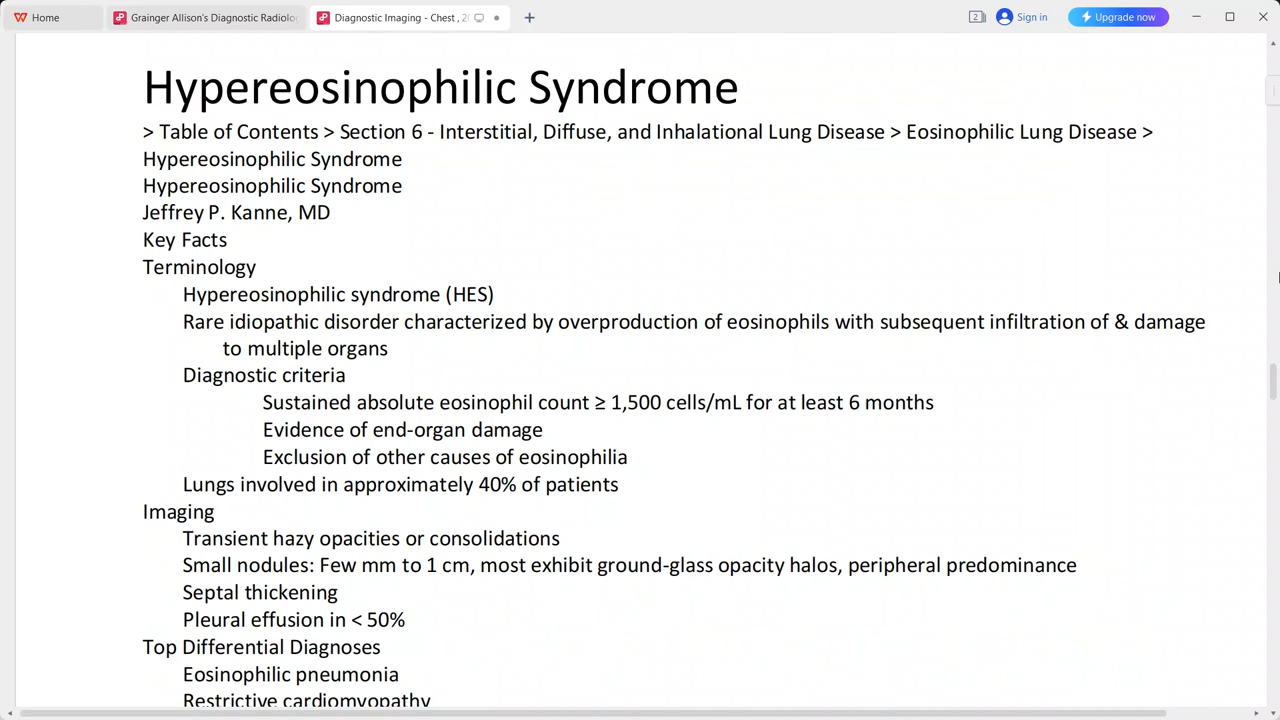 Home
Grainger Allison's Diagnostic Radiolo
Diagnostic Imaging - Chest , 2
2
Sign in
Upgrade now
Hypereosinophilic Syndrome
> Table of Contents > Section 6 - Interstitial, Diffuse, and Inhalational Lung Disease > Eosinophilic Lung Disease >
Hypereosinophilic Syndrome
Hypereosinophilic Syndrome
Jeffrey P. Kanne, MD
Key Facts
Terminology
Hypereosinophilic syndrome (HES)
Rare idiopathic disorder characterized by overproduction of eosinophils with subsequent infiltration of & damage
to multiple organs
Diagnostic criteria
Sustained absolute eosinophil count ≥ 1,500 cells/mL for at least 6 months
Evidence of end-organ damage
Exclusion of other causes of eosinophilia
Lungs involved in approximately 40% of patients
Imaging
Transient hazy opacities or consolidations
Small nodules: Few mm to 1 cm, most exhibit ground-glass opacity halos, peripheral predominance
Septal thickening
Pleural effusion in < 50%
Top Differential Diagnoses
Eosinophilic pneumonia
Restrictive cardiomyopathy